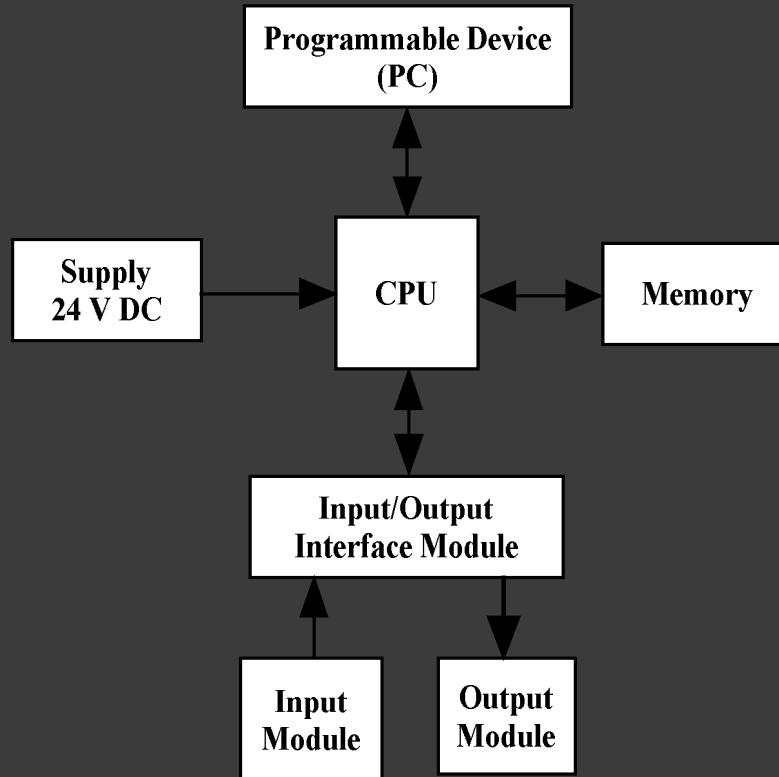 Programmable Device
(PC)
Supply
24 V DC
CPU
Memory
Input/Output
Interface Module
Input
Module
Output
Module